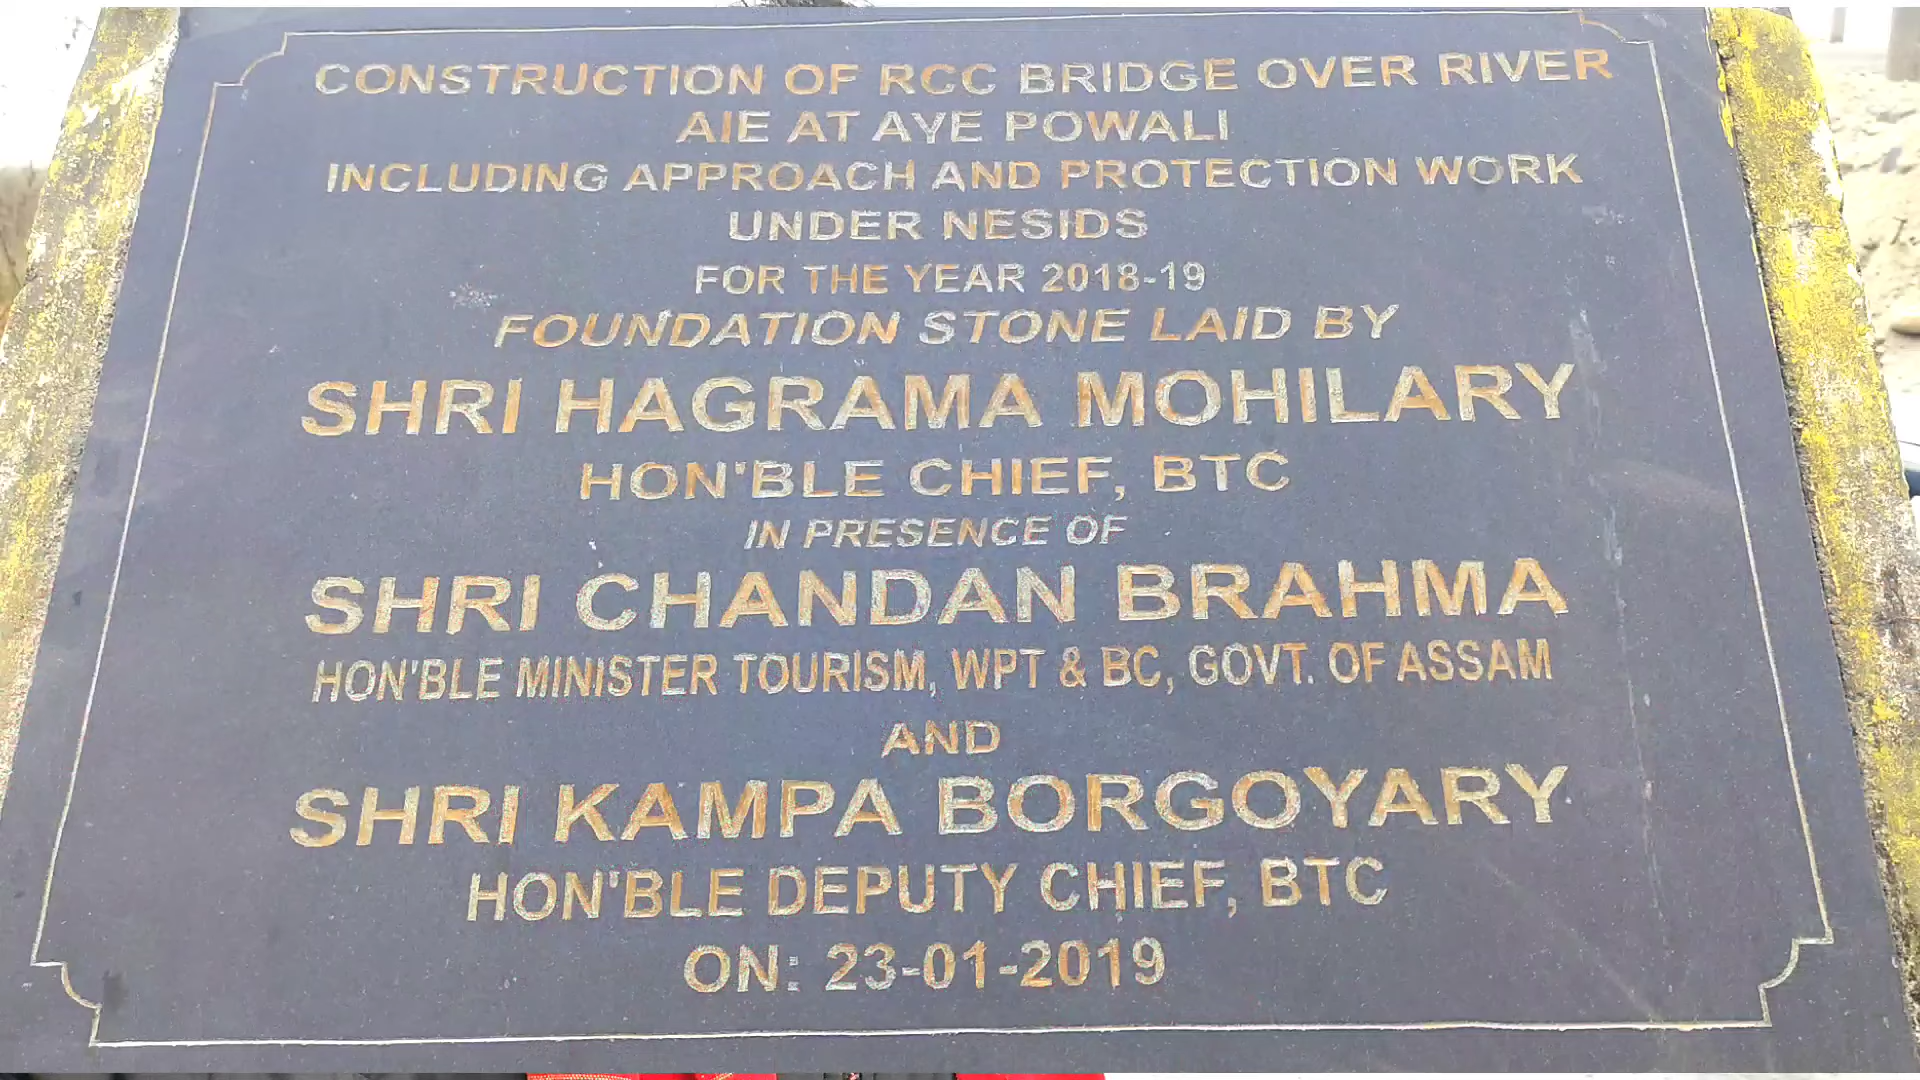 CONSTRUCTION OF RCC BRIDGE OVER RIVER
AIE AT AYE POWALI
INCLUDING APPROACH AND PROTECTION WORK
UNDER NESIDS
FOR THE YEAR 2018-19
FOUNDATION STONE LAID BY
SHRI HAGRAMA MOHILARY
HON'BLE CHIEF, BTC
IN PRESENCE OF
SHRI CHANDAN BRAHMA
HON'BLE MINISTER TOURISM, WPT & BC, GOVT. OF ASSAM
AND
SHRI KAMPA BORGOYARY
HON'BLE DEPUTY CHIEF, BTC
ON: 23-01-2019